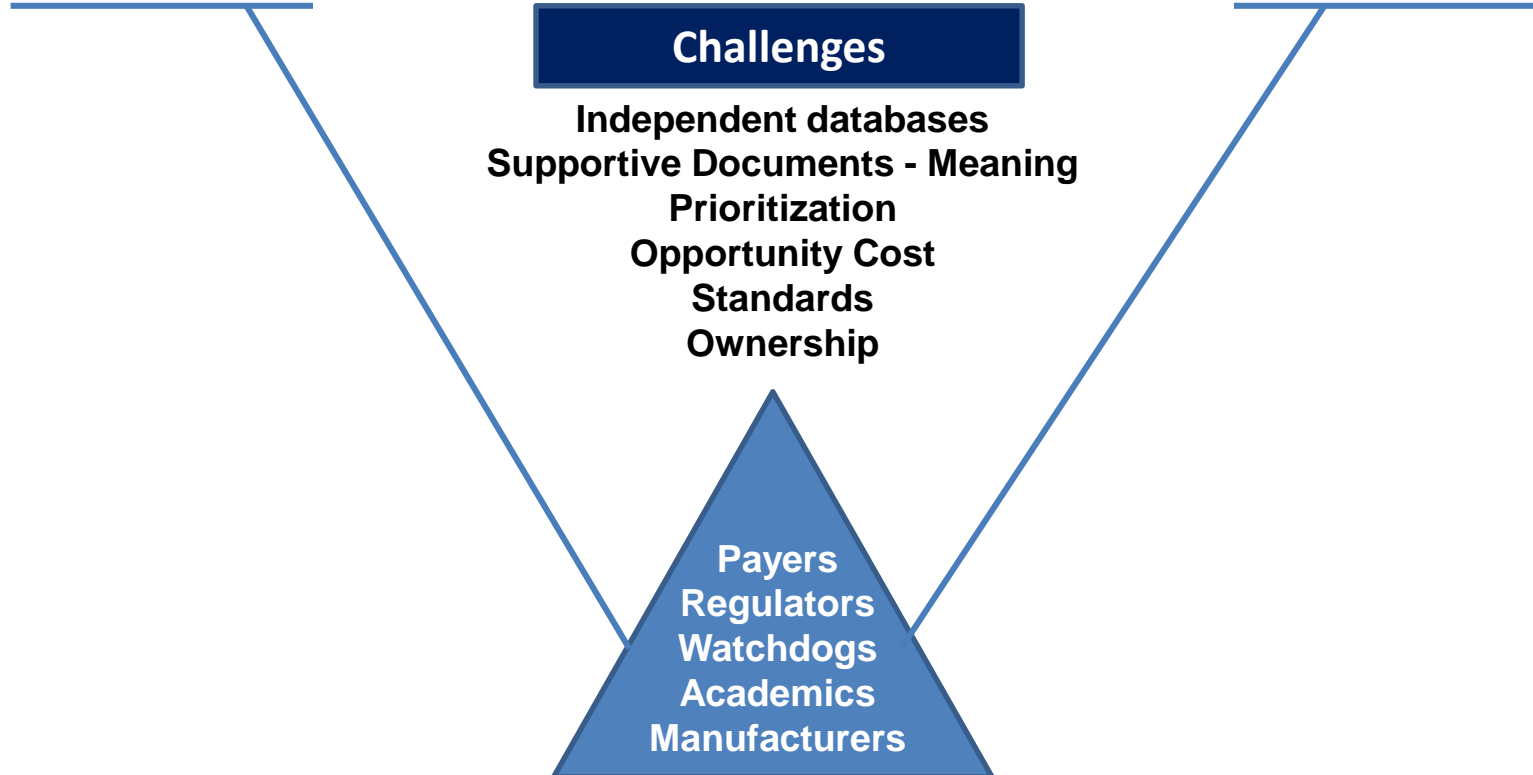 Challenges
Independent databases
Supportive Documents - Meaning
Prioritization
Opportunity Cost
Standards
Ownership
Payers
Regulators
Watchdogs
Academics
Manufacturers